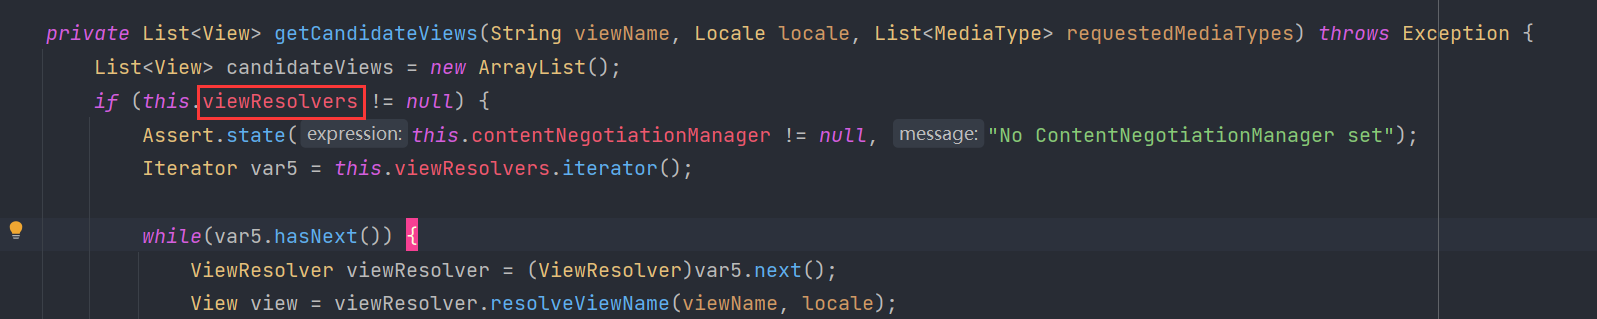 private List<View> getCandidateViews(String viewName, Locale locale, List<MediaType> requestedMediaTypes) throws Exception {
List<View> candidateViews = new ArrayList();
if (this.viewResolvers != null) {
Assert.state( expression: this.contentNegotiationManager != null, message: "No ContentNegotiationManager set");
Iterator var5 = this.viewResolvers.iterator();
while(var5.hasNext()) {
ViewResolver viewResolver = (ViewResolver)var5.next();
View view = viewResolver.resolveViewName(viewName, locale);